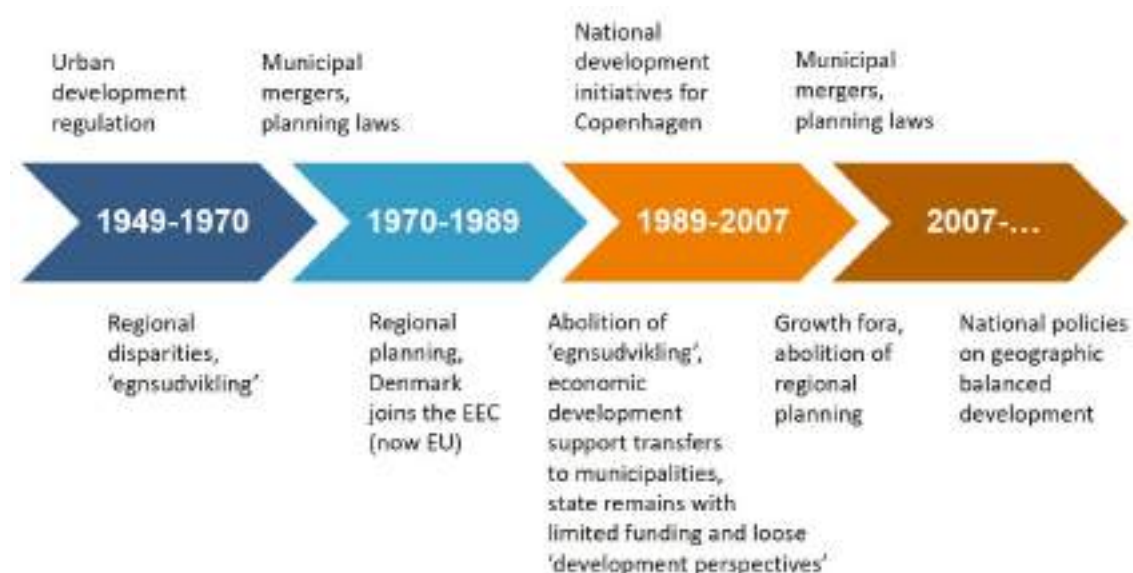 Urban
development
regulation
Municipal
mergers,
planning laws
National
development
initiatives for
Copenhagen
Municipal
mergers,
planning laws
1949-1970
1970-1989
1989-2007
2007-...
Regional
disparities,
'egnsudvikling'
Regional
planning,
Denmark
joins the EEC
(now EU)
Abolition of
'egnsudvikling',
economic
development
support transfers
to municipalities,
state remains with
limited funding and loose
'development perspectives'
Growth fora,
abolition of
regional
planning
National policies
on geographic
balanced
development